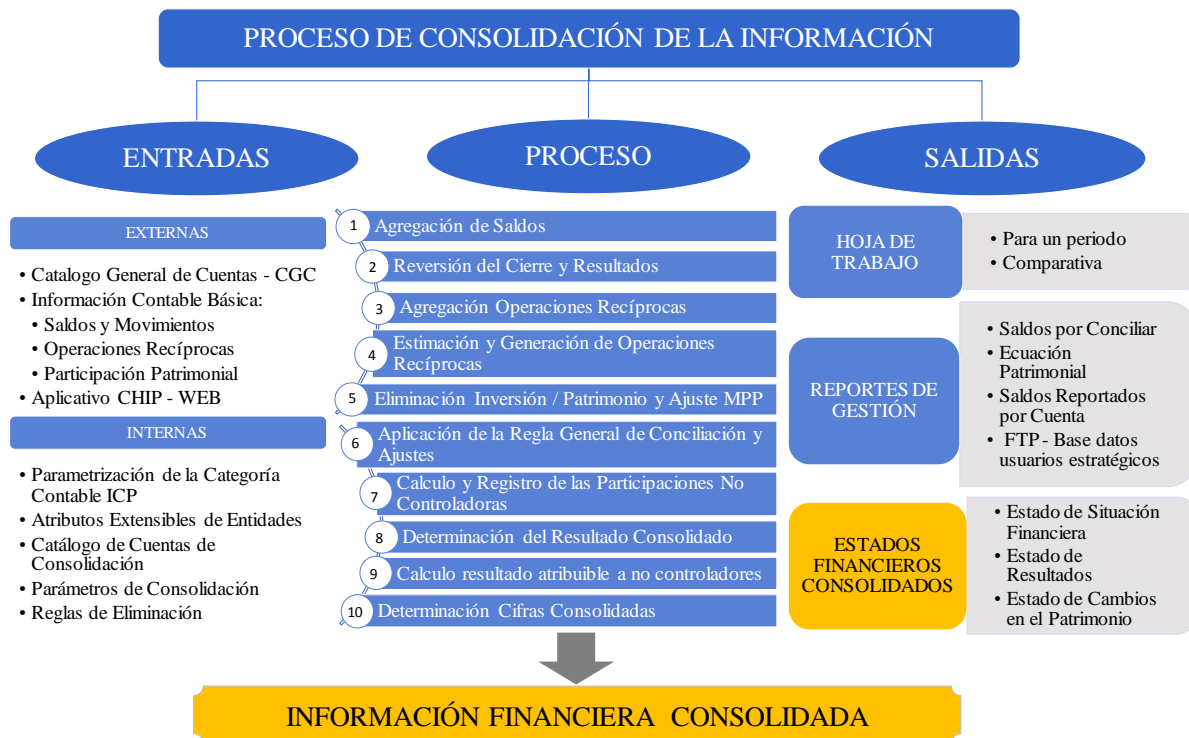 PROCESO DE CONSOLIDACIÓN DE LA INFORMACIÓN
ENTRADAS
EXTERNAS
• Catalogo General de Cuentas - CGC
• Información Contable Básica:
• Saldos y Movimientos
• Operaciones Recíprocas
• Participación Patrimonial
• Aplicativo CHIP - WEB
INTERNAS
• Parametrización de la Categoría
Contable ICP
• Atributos Extensibles de Entidades
• Catálogo de Cuentas de
Consolidación
• Parámetros de Consolidación
• Reglas de Eliminación
PROCESO
1 Agregación de Saldos
2 Reversión del Cierre y Resultados
3 Agregación Operaciones Recíprocas
4 Estimación y Generación de Operaciones
Recíprocas
5 Eliminación Inversión / Patrimonio y Ajuste MPP
6 Aplicación de la Regla General de Conciliación y
Ajustes
7 Calculo y Registro de las Participaciones No
Controladoras
8 Determinación del Resultado Consolidado
9 Calculo resultado atribuible a no controladores
10 Determinación Cifras Consolidadas
SALIDAS
HOJA DE
TRABAJO
• Para un periodo
• Comparativa
REPORTES DE
GESTIÓN
• Saldos por Conciliar
• Ecuación
Patrimonial
• Saldos Reportados
por Cuenta
• FTP - Base datos
usuarios estratégicos
ESTADOS
FINANCIEROS
CONSOLIDADOS
• Estado de Situación
Financiera
• Estado de
Resultados
• Estado de Cambios
en el Patrimonio
INFORMACIÓN FINANCIERA CONSOLIDADA